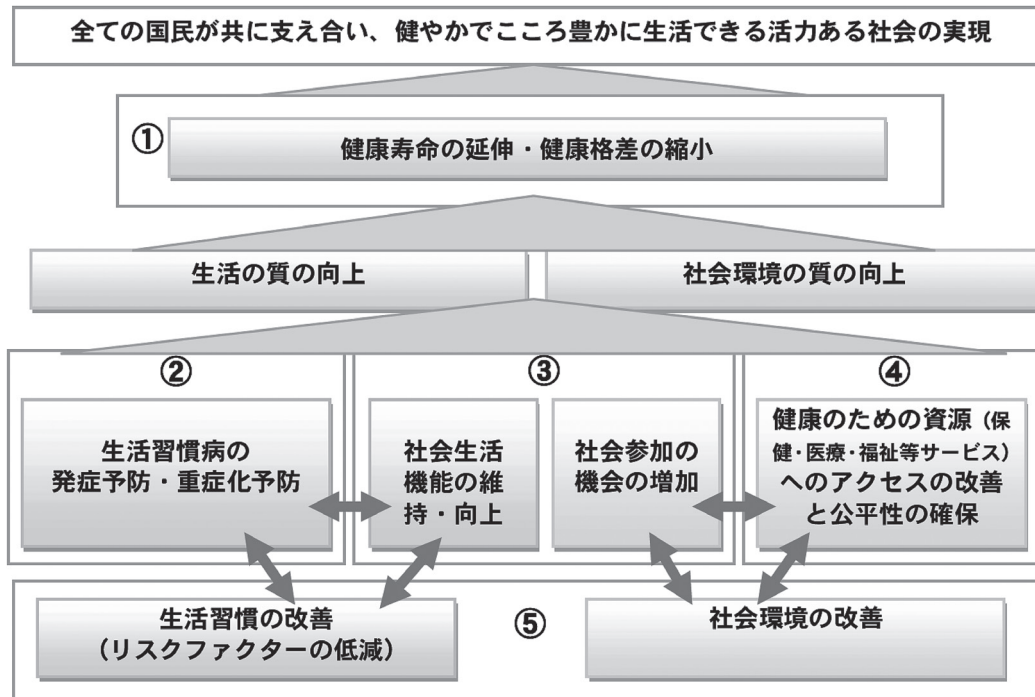 全ての国民が共に支え合い、健やかでこころ豊かに生活できる活力ある社会の実現
①
健康寿命の延伸・健康格差の縮小
生活の質の向上
社会環境の質の向上
②
生活習慣病の
発症予防・重症化予防
③
社会生活
機能の維
持・向上
社会参加の
機会の増加
④
健康のための資源（保
健・医療・福祉等サービス）
へのアクセスの改善
と公平性の確保
生活習慣の改善
（リスクファクターの低減）
⑤
社会環境の改善